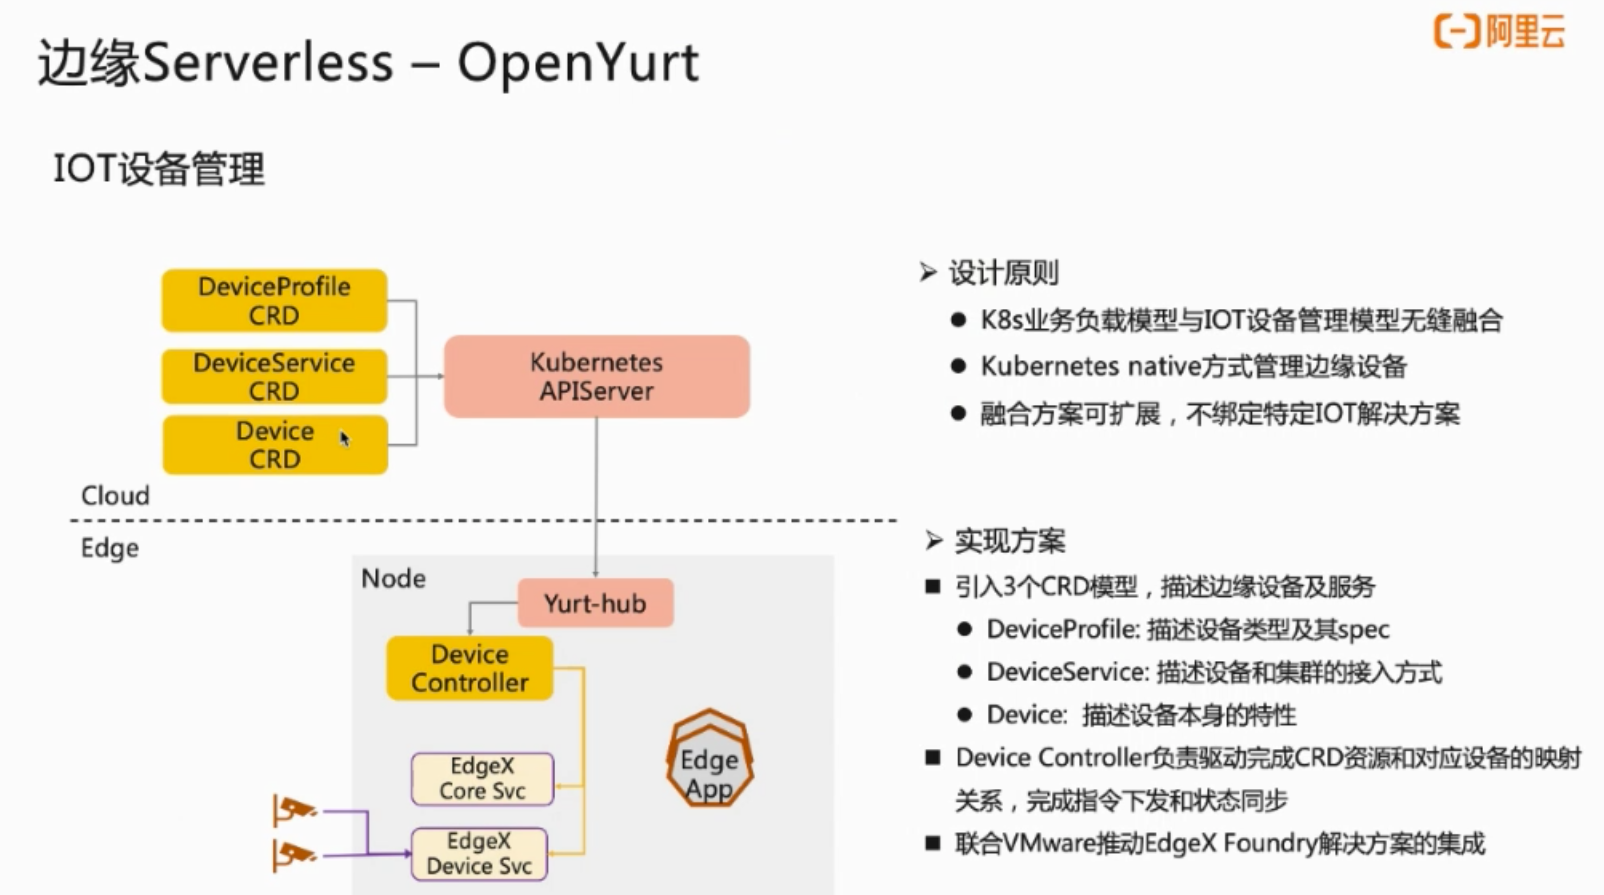 阿里云
边缘Serverless – OpenYurt
IOT设备管理
DeviceProfile
CRD
DeviceService
CRD
Device
CRD
Kubernetes
APIServer
Cloud
Edge
Node
Yurt-hub
Device
Controller
EdgeX
Core Svc
EdgeX
Device Svc
Edge
App
设计原则
K8s业务负载模型与IOT设备管理模型无缝融合
Kubernetes native方式管理边缘设备
融合方案可扩展，不绑定特定IOT解决方案
实现方案
引入3个CRD模型，描述边缘设备及服务
DeviceProfile: 描述设备类型及其spec
DeviceService: 描述设备和集群的接入方式
Device: 描述设备本身的特性
Device Controller负责驱动完成CRD资源和对应设备的映射
关系，完成指令下发和状态同步
联合VMware推动EdgeX Foundry解决方案的集成